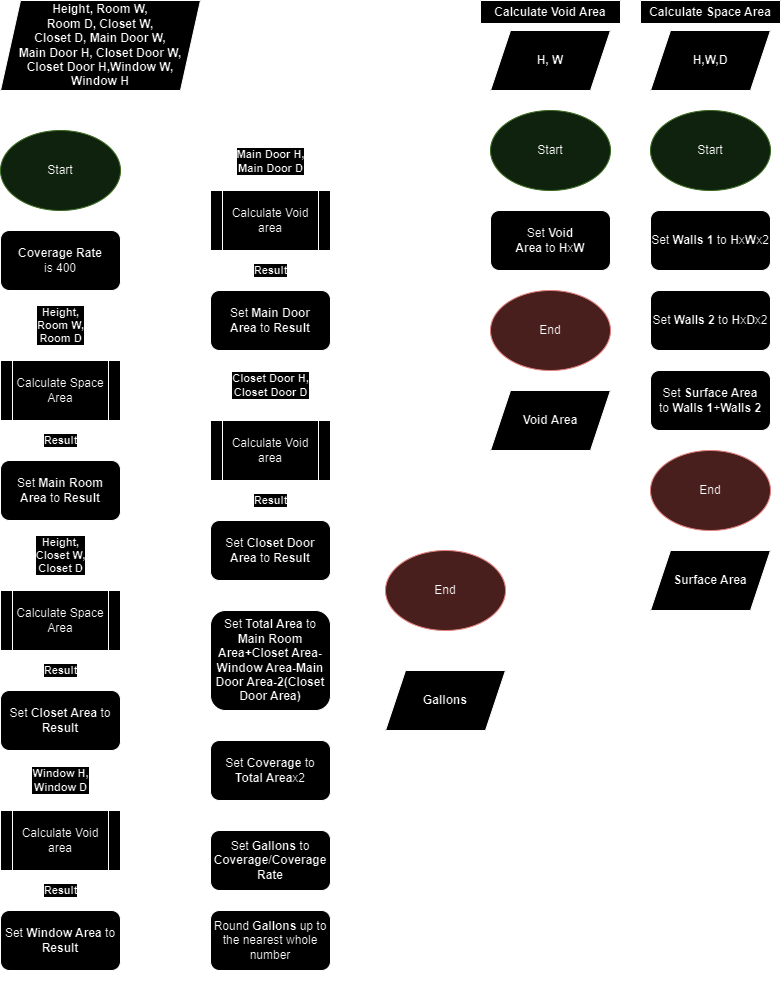 Height, Room W,
Room D, Closet W,
Closet D, Main Door W,
Main Door H, Closet Door W,
Closet Door H,Window W,
Window H
Start
Coverage Rate
is 400
Height,
Room W,
Room D
Calculate Space
Area
Result
Set Main Room
Area to Result
Height,
Closet W,
Closet D
Calculate Space
Area
Result
Set Closet Area to
Result
Window H,
Window D
Calculate Void
area
Result
Set Window Area to
Result
Main Door H,
Main Door D
Calculate Void
area
Result
Set Main Door
Area to Result
Closet Door H,
Closet Door D
Calculate Void
area
Result
Set Closet Door
Area to Result
Set Total Area to
Main Room
Area+Closet Area-
Window Area-Main
Door Area-2(Closet
Door Area)
Set Coverage to
Total Areax2
Set Gallons to
Coverage/Coverage
Rate
Round Gallons up to
the nearest whole
number
End
Gallons
Calculate Void Area
H, W
Start
Set Void
Area to HxW
End
Void Area
Calculate Space Area
H,W,D
Start
Set Walls 1 to HxWx2
Set Walls 2 to HxDx2
Set Surface Area
to Walls 1+Walls 2
End
Surface Area